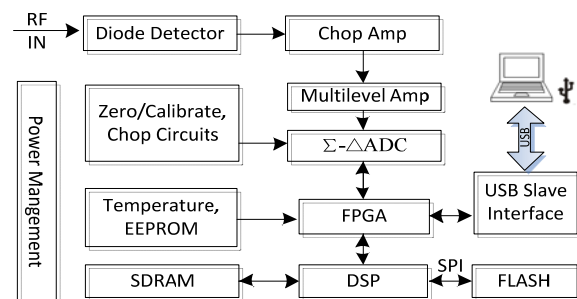 RF
IN
Diode Detector
Chop Amp
Multilevel Amp
Zero/Calibrate,
Chop Circuits
Σ-△ADC
USB
Power Mangement
Temperature,
EEPROM
FPGA
USB Slave
Interface
SDRAM
DSP
SPI
FLASH